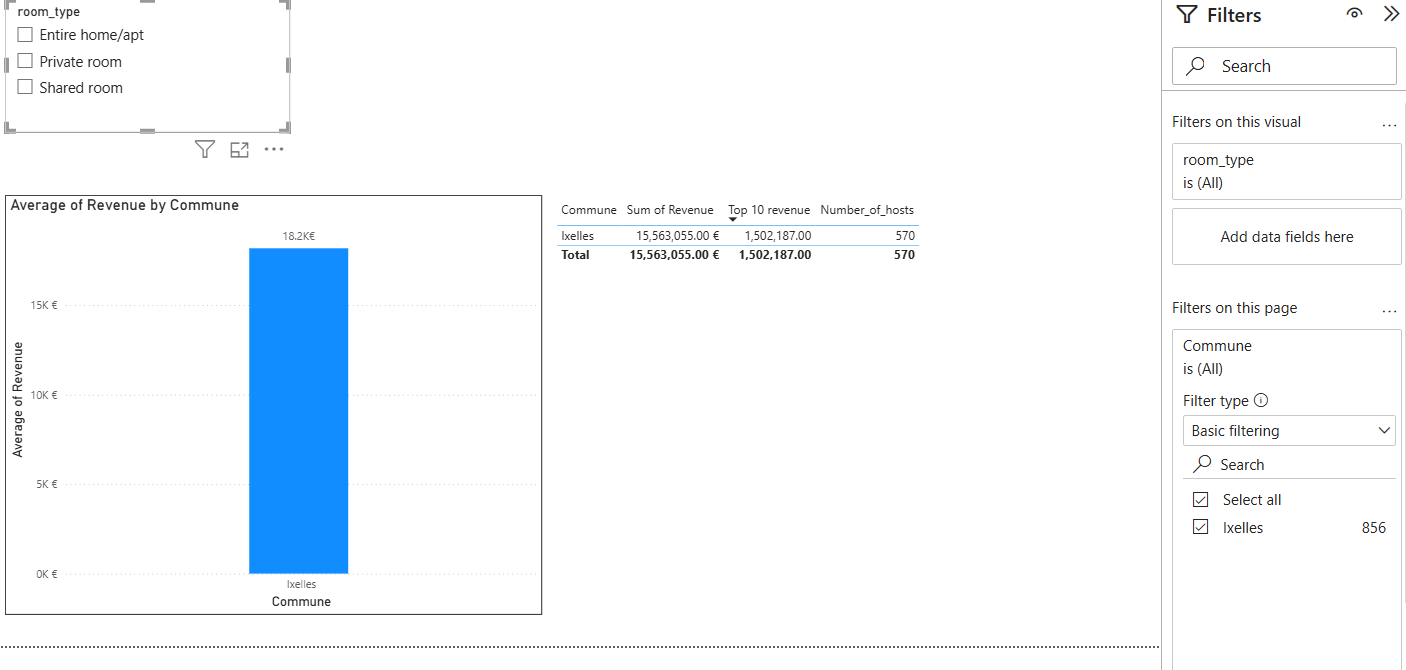 room_type
Entire home/apt
Private room
Shared room
Average of Revenue by Commune
18.2K€
15K €
10K €
5K €
0K €
Average of Revenue
Ixelles
Commune
Commune Sum of Revenue Top 10 revenue Number_of_hosts
Ixelles 15,563,055.00 € 1,502,187.00 570
Total 15,563,055.00 € 1,502,187.00 570
Filters
Search
Filters on this visual
room_type
is (All)
Add data fields here
Filters on this page
Commune
is (All)
Filter type
Basic filtering
Search
Select all
Ixelles 856